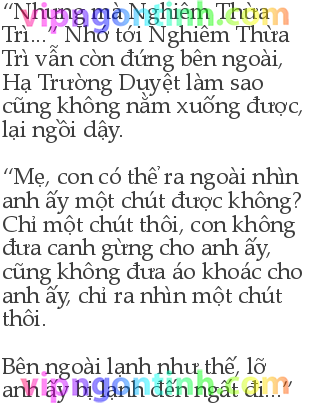 “Nhưng mà Nghiêm Thừa
Trì...” Nhớ tới Nghiêm Thừa
Trì vẫn còn đứng bên ngoài,
Hạ Trường Duyệt làm sao
cũng không nằm xuống được,
lại ngồi dậy.
“Mẹ, con có thể ra ngoài nhìn
anh ấy một chút được không?
Chỉ một chút thôi, con không
đưa canh gừng cho anh ấy,
cũng không đưa áo khoác cho
anh ấy, chỉ ra nhìn một chút
thôi.
Bên ngoài lạnh như thế, lỡ
anh ấy bị lạnh đến ngất đi...”
vipngontinh.com
vipngontinh.com